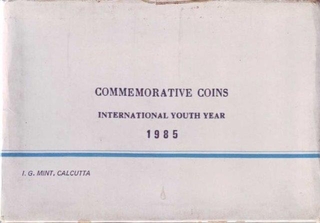 COMMEMORATIVE COINS
INTERNATIONAL YOUTH YEAR
1985
I. G. MINT, CALCUTTA